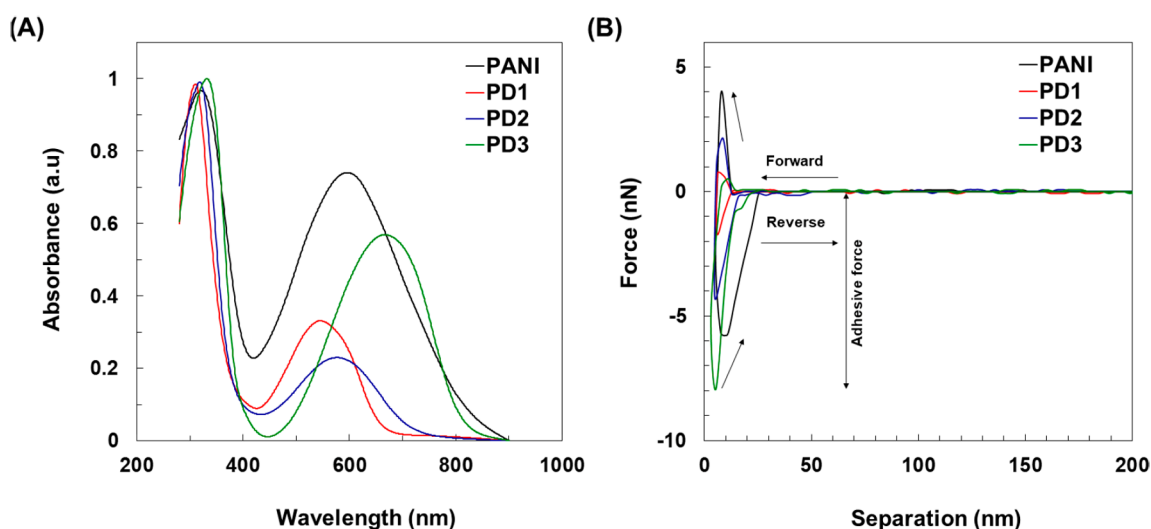 (A)
PANI
PD1
PD2
PD3
1
0.8
0.6
0.4
0.2
0
Absorbance (a.u)
200
400
600
800
1000
Wavelength (nm)
(B)
PANI
PD1
PD2
PD3
5
0
-5
-10
Force (nN)
Forward
Reverse
Adhesive force
0
50
100
150
200
Separation (nm)